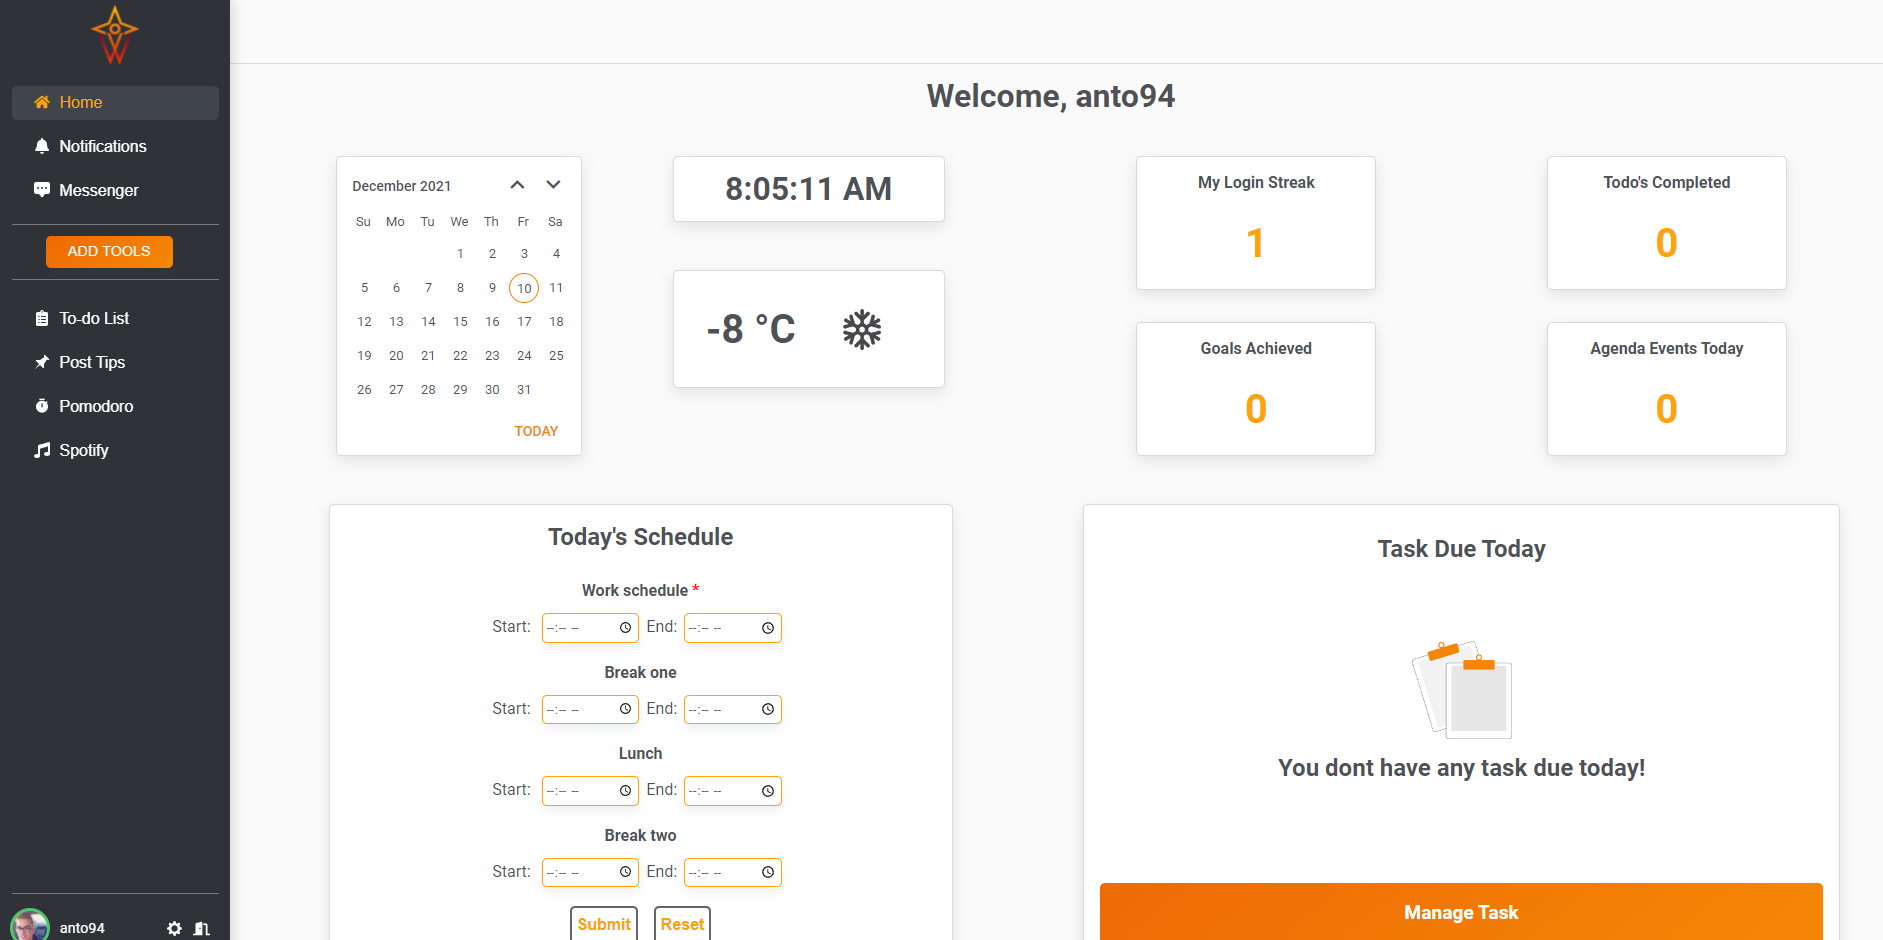 Home
Notifications
Messenger
ADD TOOLS
To-do List
Post Tips
Pomodoro
Spotify
anto94
Welcome, anto94
December 2021
Su Mo Tu We Th Fr Sa
1 2 3 4
5 6 7 8 9 10 11
12 13 14 15 16 17 18
19 20 21 22 23 24 25
26 27 28 29 30 31
TODAY
8:05:11 AM
-8 °C
My Login Streak
1
Todo's Completed
0
Goals Achieved
0
Agenda Events Today
0
Today's Schedule
Work schedule *
Start: --:-- -- End: --:-- --
Break one
Start: --:-- -- End: --:-- --
Lunch
Start: --:-- -- End: --:-- --
Break two
Start: --:-- -- End: --:-- --
Submit Reset
Task Due Today
You dont have any task due today!
Manage Task